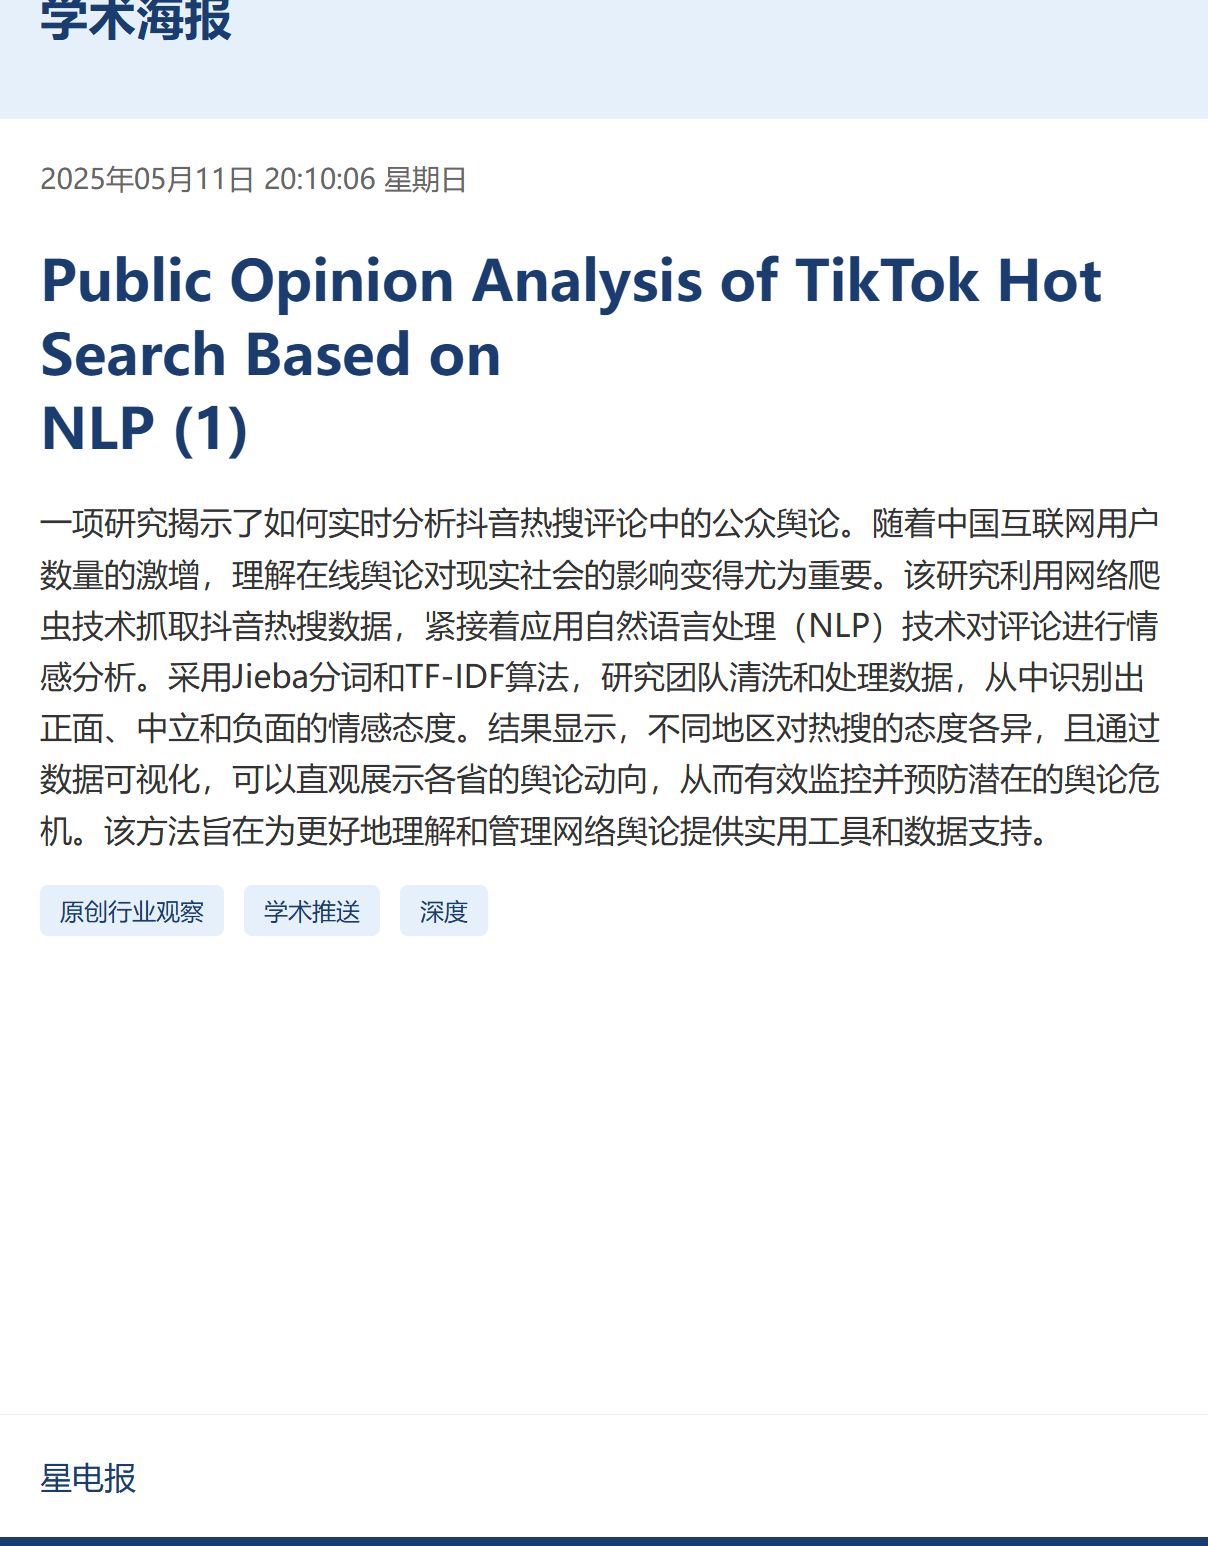 学术海报
2025年05月11日 20:10:06 星期日
Public Opinion Analysis of TikTok Hot
Search Based on
NLP (1)
一项研究揭示了如何实时分析抖音热搜评论中的公众舆论。随着中国互联网用户
数量的激增，理解在线舆论对现实社会的影响变得尤为重要。该研究利用网络爬
虫技术抓取抖音热搜数据，紧接着应用自然语言处理（NLP）技术对评论进行情
感分析。采用Jieba分词和TF-IDF算法，研究团队清洗和处理数据，从中识别出
正面、中立和负面的情感态度。结果显示，不同地区对热搜的态度各异，且通过
数据可视化，可以直观展示各省的舆论动向，从而有效监控并预防潜在的舆论危
机。该方法旨在为更好地理解和管理网络舆论提供实用工具和数据支持。
原创行业观察 学术推送 深度
星电报